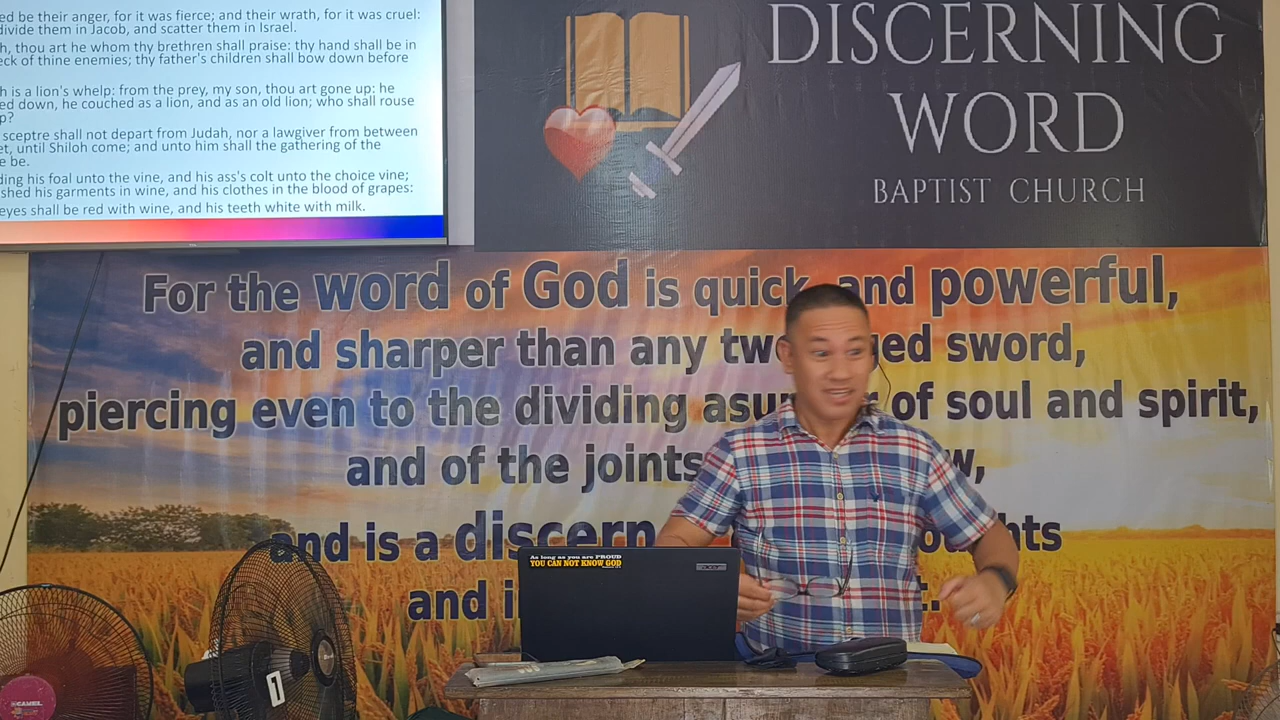 ed be their anger, for it was fierce; and their wrath, for it was cruel:
divide them in Jacob, and scatter them in Israel.
h, thou art he whom thy brethren shall praise: thy hand shall be in
eck of thine enemies; thy father's children shall bow down before
h is a lion's whelp: from the prey, my son, thou art gone up: he
ed down, he couched as a lion, and as an old lion; who shall rouse
p?
sceptre shall not depart from Judah, nor a lawgiver from between
et, until Shiloh come; and unto him shall the gathering of the
e be.
ding his foal unto the vine, and his ass's colt unto the choice vine;
shed his garments in wine, and his clothes in the blood of grapes:
eyes shall be red with wine, and his teeth white with milk.
DISCERNING
WORD
BAPTIST CHURCH
For the word of God is quick, and powerful,
and sharper than any tw ged sword,
piercing even to the dividing asu r of soul and spirit,
and of the joints w,
and is a discern oughts
and i t.
As long as you are PROUD
YOU CAN NOT KNOW GOD
1
CAMEL